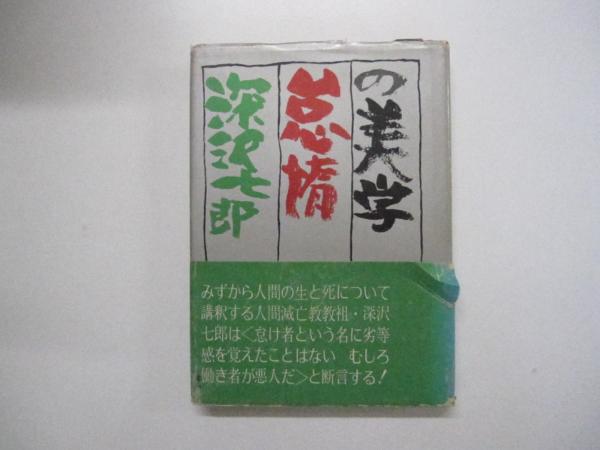 怠惰
の美学
深沢七郎
みずから人間の生と死について
講釈する人間滅亡教教祖・深沢
七郎は＜怠け者という名に劣等
感を覚えたことはない　むしろ
働き者が悪人だ＞と断言する！